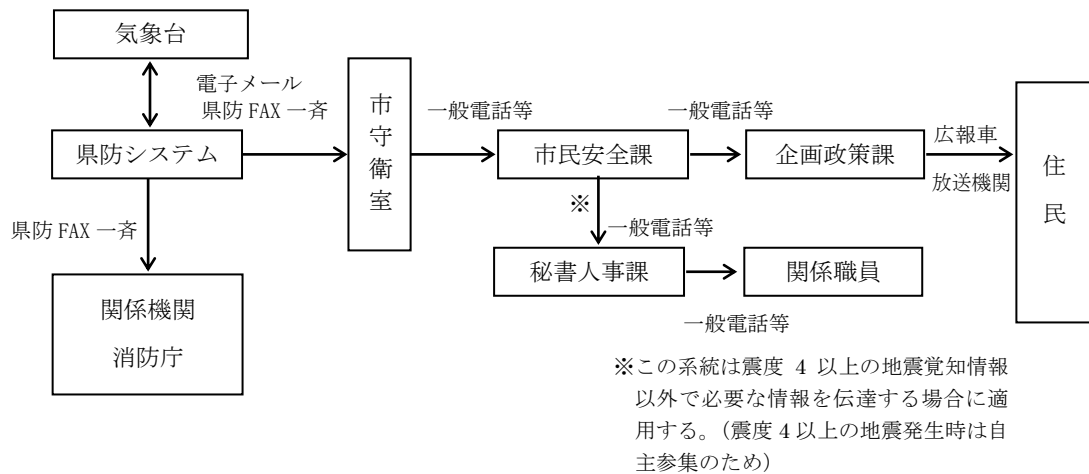 気象台
電子メール
県防 FAX 一斉
市守衛室
一般電話等
一般電話等
県防システム
市民安全課
企画政策課
広報車
放送機関
住民
※
県防 FAX 一斉
一般電話等
秘書人事課
関係職員
関係機関
消防庁
一般電話等
※この系統は震度 4 以上の地震覚知情報
以外で必要な情報を伝達する場合に適
用する。(震度 4 以上の地震発生時は自
主参集のため)